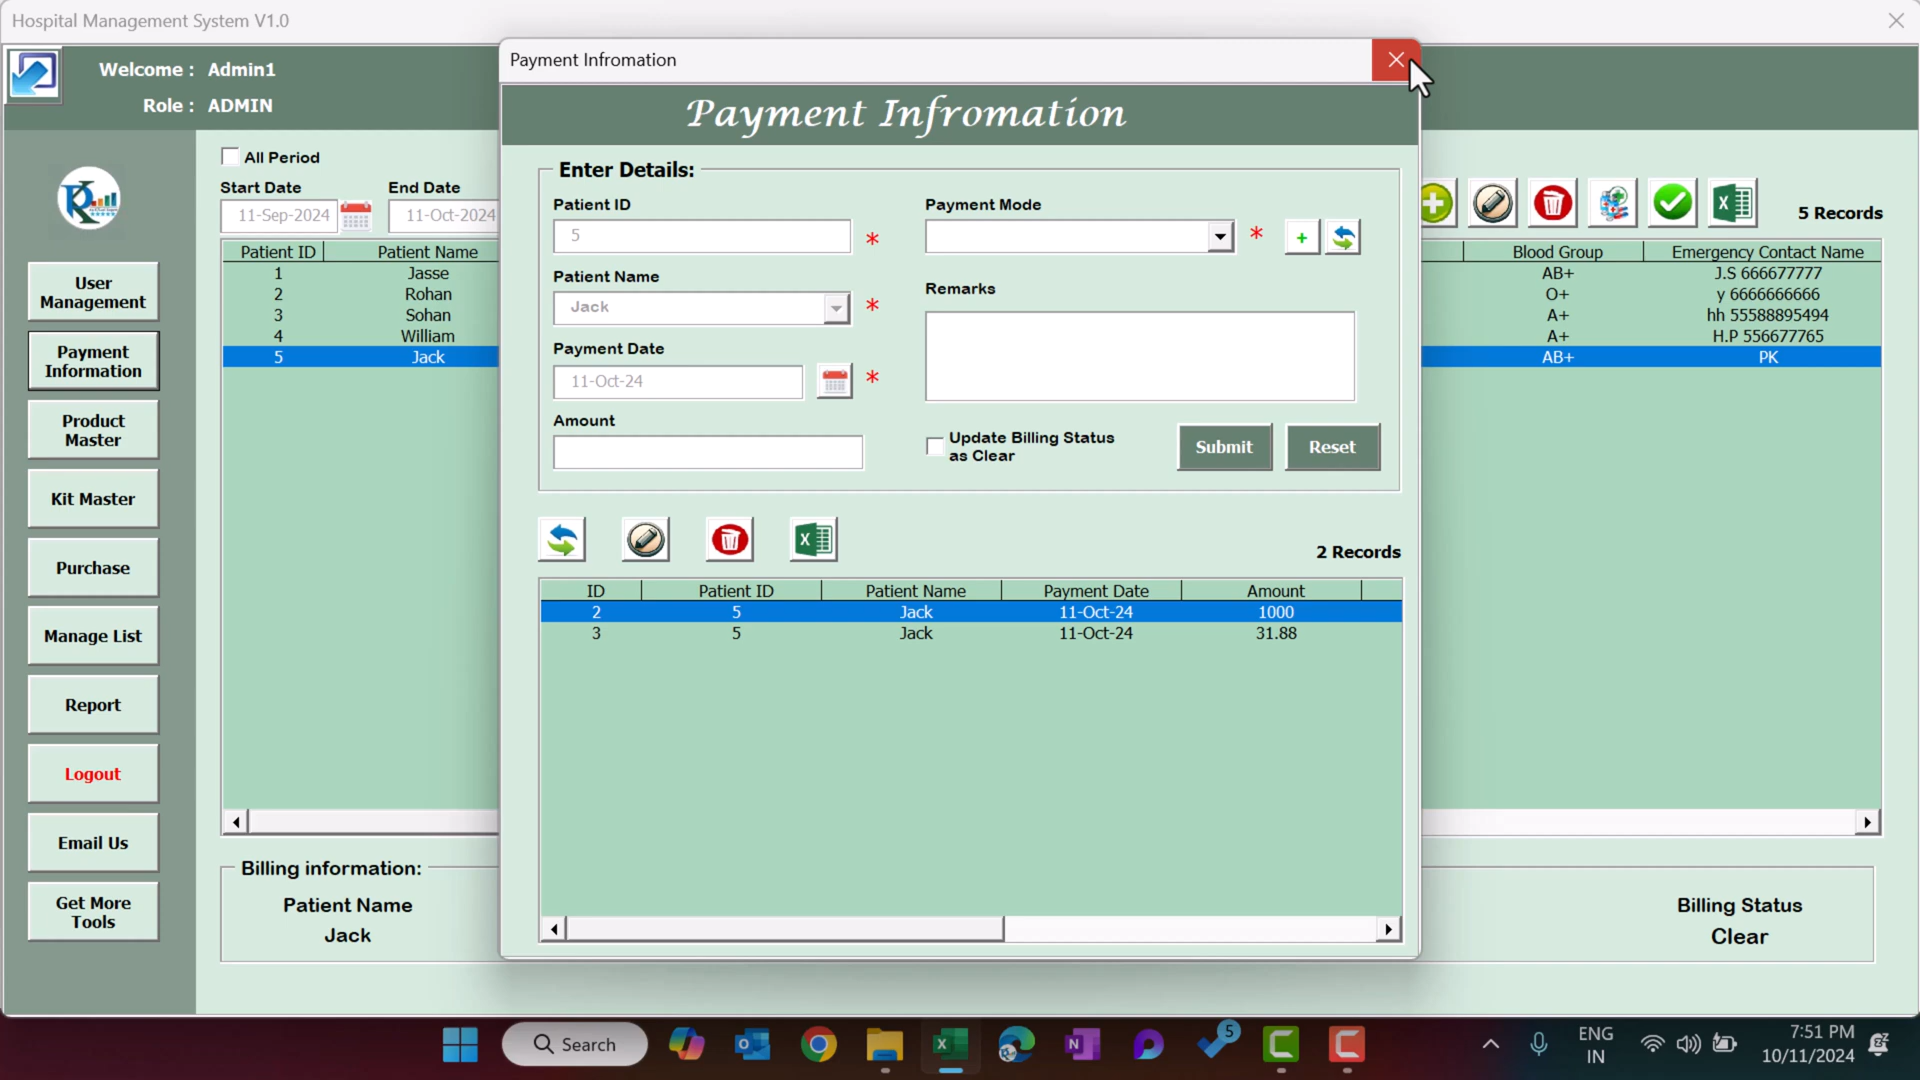 Hospital Management System V1.0
Welcome : Admin1
Role : ADMIN
User
Management
Payment
Information
Product
Master
Kit Master
Purchase
Manage List
Report
Logout
Email Us
Get More
Tools
All Period
Start Date End Date
11-Sep-2024 11-Oct-2024
Patient ID Patient Name
1 Jasse
2 Rohan
3 Sohan
4 William
5 Jack
Billing information:
Patient Name
Jack
Payment Infromation
Payment Infromation
Enter Details:
Patient ID
5 *
Patient Name
Jack *
Payment Date
11-Oct-24 *
Amount
Payment Mode
*
+
Remarks
Update Billing Status
as Clear
Submit Reset
2 Records
ID Patient ID Patient Name Payment Date Amount
2 5 Jack 11-Oct-24 1000
3 5 Jack 11-Oct-24 31.88
5 Records
Blood Group Emergency Contact Name
AB+ J.S 666677777
O+ y 6666666666
A+ hh 55588895494
A+ H.P 556677765
AB+ PK
Billing Status
Clear
Search
5
ENG
IN
7:51 PM
10/11/2024